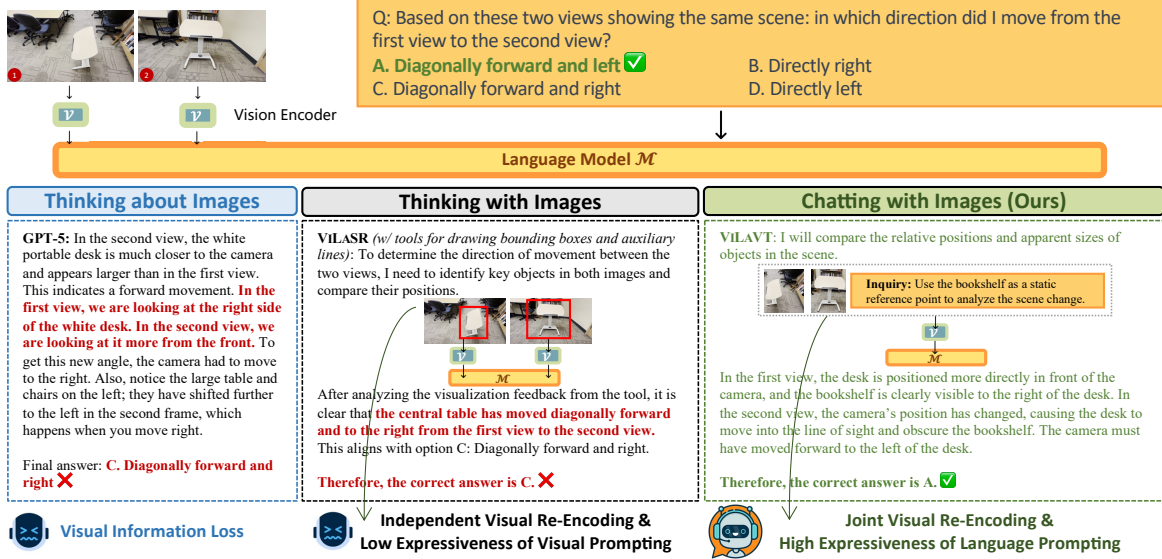 Q: Based on these two views showing the same scene: in which direction did I move from the
first view to the second view?
A. Diagonally forward and left ✅
B. Directly right
C. Diagonally forward and right
D. Directly left
1
2
𝒱
𝒱
Vision Encoder
Language Model ℳ
Thinking about Images
GPT-5: In the second view, the white
portable desk is much closer to the camera
and appears larger than in the first view.
This indicates a forward movement. In the
first view, we are looking at the right side
of the white desk. In the second view, we
are looking at it more from the front. To
get this new angle, the camera had to move
to the right. Also, notice the large table and
chairs on the left; they have shifted further
to the left in the second frame, which
happens when you move right.
Final answer: C. Diagonally forward and
right ❌
Visual Information Loss
Thinking with Images
VILASR (w/ tools for drawing bounding boxes and auxiliary
lines): To determine the direction of movement between the
two views, I need to identify key objects in both images and
compare their positions.
𝒱
𝒱
ℳ
After analyzing the visualization feedback from the tool, it is
clear that the central table has moved diagonally forward
and to the right from the first view to the second view.
This aligns with option C: Diagonally forward and right.
Therefore, the correct answer is C. ❌
Independent Visual Re-Encoding &
Low Expressiveness of Visual Prompting
Chatting with Images (Ours)
VILAVT: I will compare the relative positions and apparent sizes of
objects in the scene.
Inquiry: Use the bookshelf as a static
reference point to analyze the scene change.
𝒱
ℳ
In the first view, the desk is positioned more directly in front of the
camera, and the bookshelf is clearly visible to the right of the desk. In
the second view, the camera's position has changed, causing the desk to
move into the line of sight and obscure the bookshelf. The camera must
have moved forward to the left of the desk.
Therefore, the correct answer is A. ✅
Joint Visual Re-Encoding &
High Expressiveness of Language Prompting